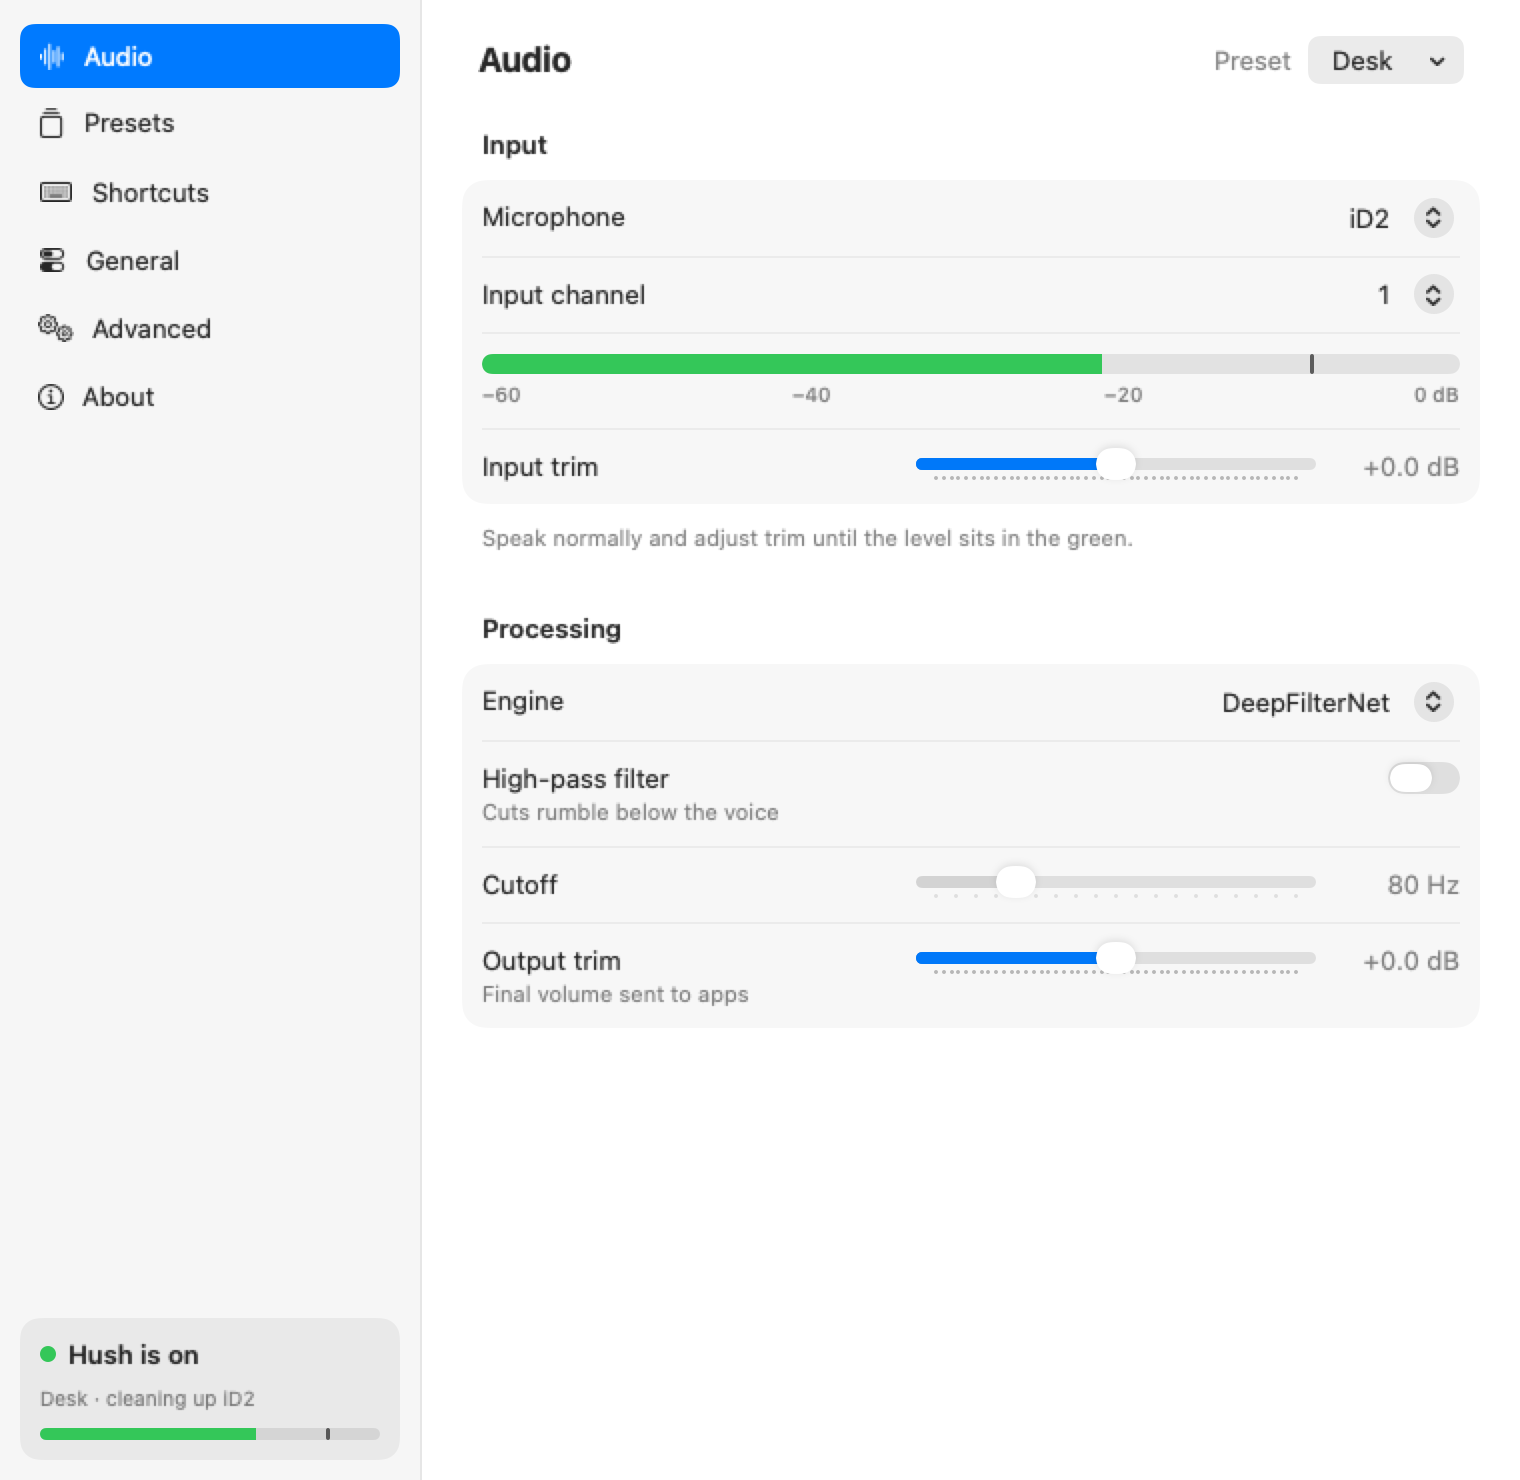 Audio
Presets
Shortcuts
General
Advanced
About
Hush is on
Desk · cleaning up iD2
Audio
Preset Desk
Input
Microphone iD2
Input channel 1
−60 −40 −20 0 dB
Input trim +0.0 dB
Speak normally and adjust trim until the level sits in the green.
Processing
Engine DeepFilterNet
High-pass filter
Cuts rumble below the voice
Cutoff 80 Hz
Output trim +0.0 dB
Final volume sent to apps